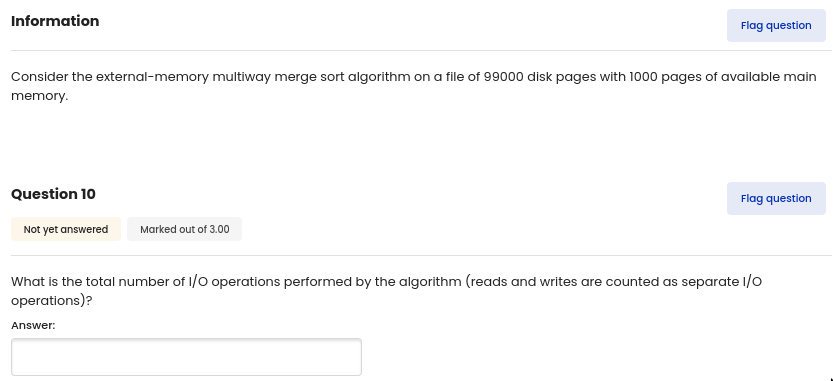 Information
Flag question
Consider the external-memory multiway merge sort algorithm on a file of 99000 disk pages with 1000 pages of available main
memory.
Question 10
Flag question
Not yet answered
Marked out of 3.00
What is the total number of I/O operations performed by the algorithm (reads and writes are counted as separate I/O
operations)?
Answer: